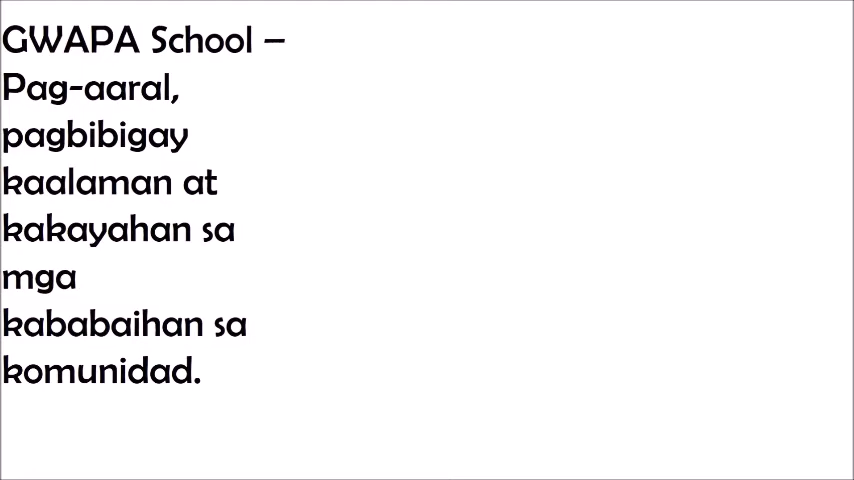 GWAPA School –
Pag-aaral,
pagbibigay
kaalaman at
kakayahan sa
mga
kababaihan sa
komunidad.